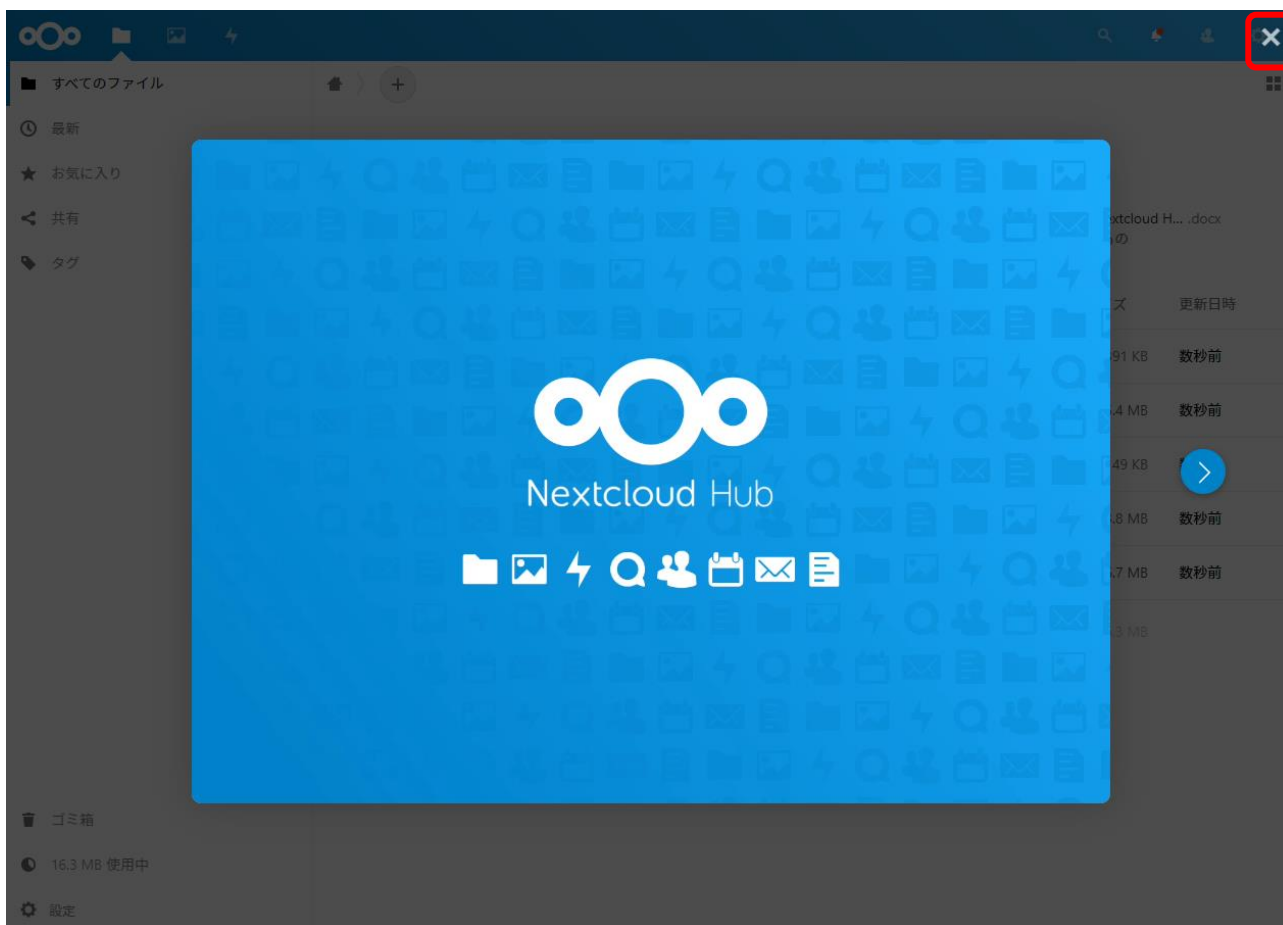 すべてのファイル
最新
お気に入り
共有
タグ
H... .docx
の
更新日時
91 KB
数秒前
.4 MB
数秒前
49 KB
.8 MB
数秒前
.7 MB
数秒前
.3 MB
Nextcloud Hub
ゴミ箱
16.3 MB 使用中
設定